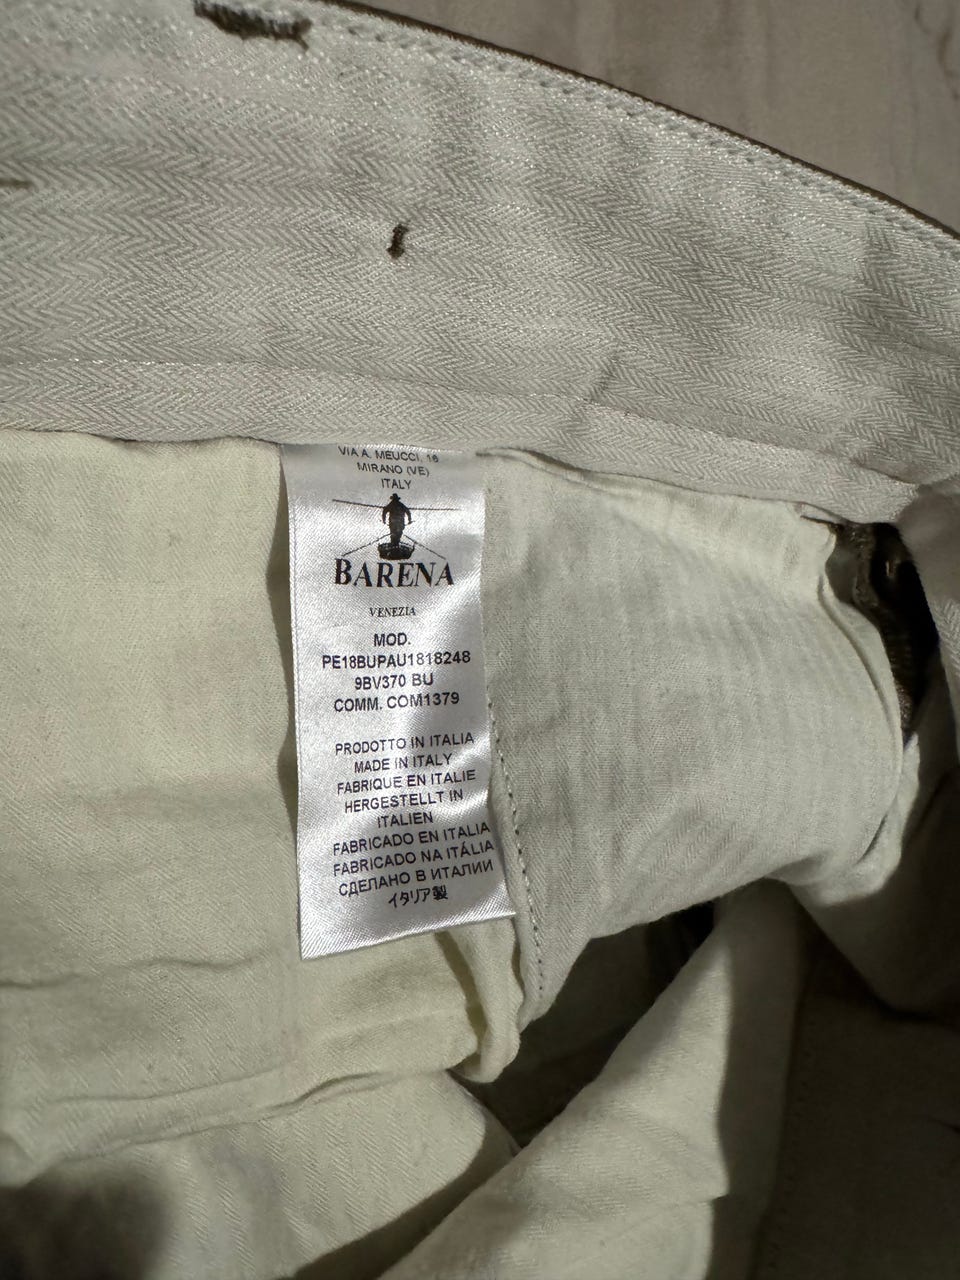 VIA A. MEUCCI, 16
MIRANO (VE)
ITALY
BARENA
VENEZIA
MOD.
PE18BUPAU1818248
9BV370 BU
COMM. COM1379
PRODOTTO IN ITALIA
MADE IN ITALY
FABRIQUE EN ITALIE
HERGESTELLT IN
ITALIEN
FABRICADO EN ITALIA
FABRICADO NA ITÁLIA
СДЕЛАНО В ИТАЛИИ
イタリア製